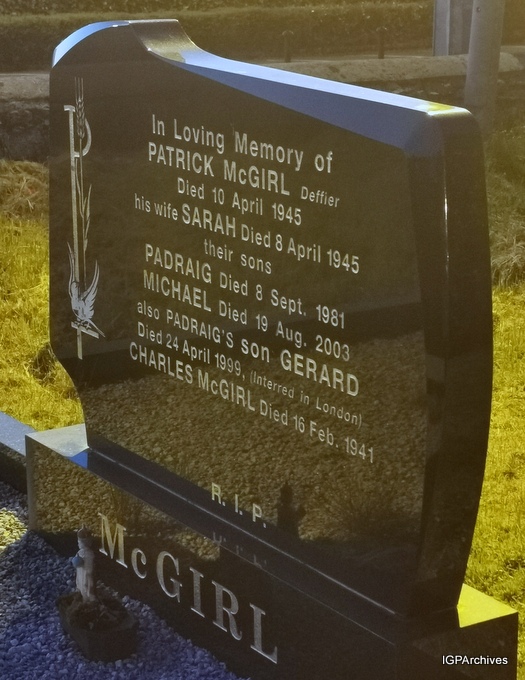 In Loving Memory of
PATRICK McGIRL Deffier
Died 10 April 1945
his wife SARAH Died 8 April 1945
their sons
PADRAIG Died 8 Sept. 1981
MICHAEL Died 19 Aug. 2003
also PADRAIG'S son GERARD
Died 24 April 1999, (Interred in London)
CHARLES McGIRL Died 16 Feb. 1941
R. I. P.
McGIRL
IGPArchives